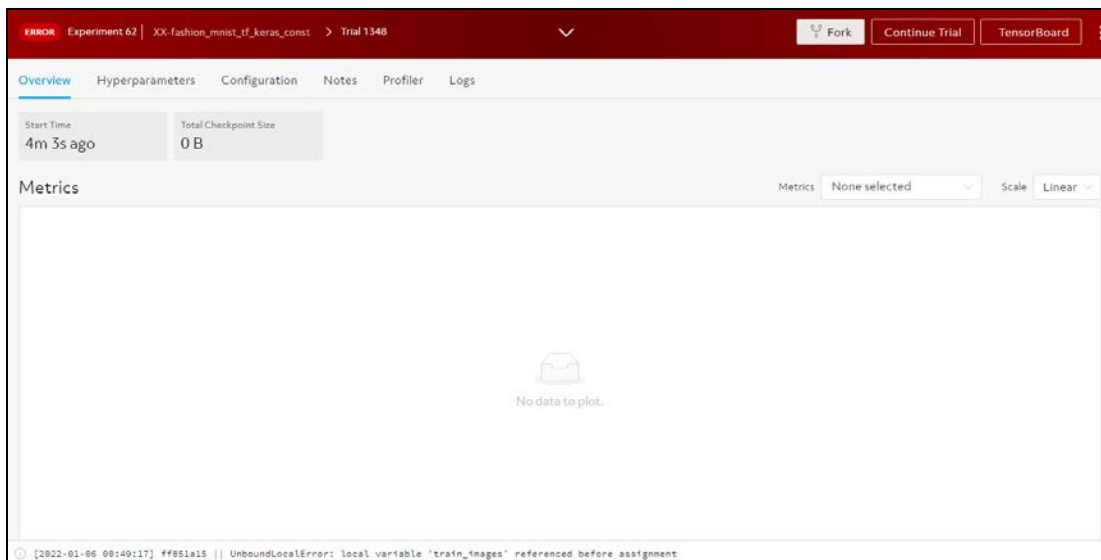 ERROR Experiment 62 | XX-fashion_mnist_tf_keras_const > Trial 1348 Fork Continue Trial TensorBoard
Overview Hyperparameters Configuration Notes Profiler Logs
Start Time Total Checkpoint Size
4m 3s ago 0 B
Metrics Metrics None selected Scale Linear
No data to plot.
[2022-01-06 08:49:17] ff851a15 || UnboundLocalError: local variable 'train_images' referenced before assignment